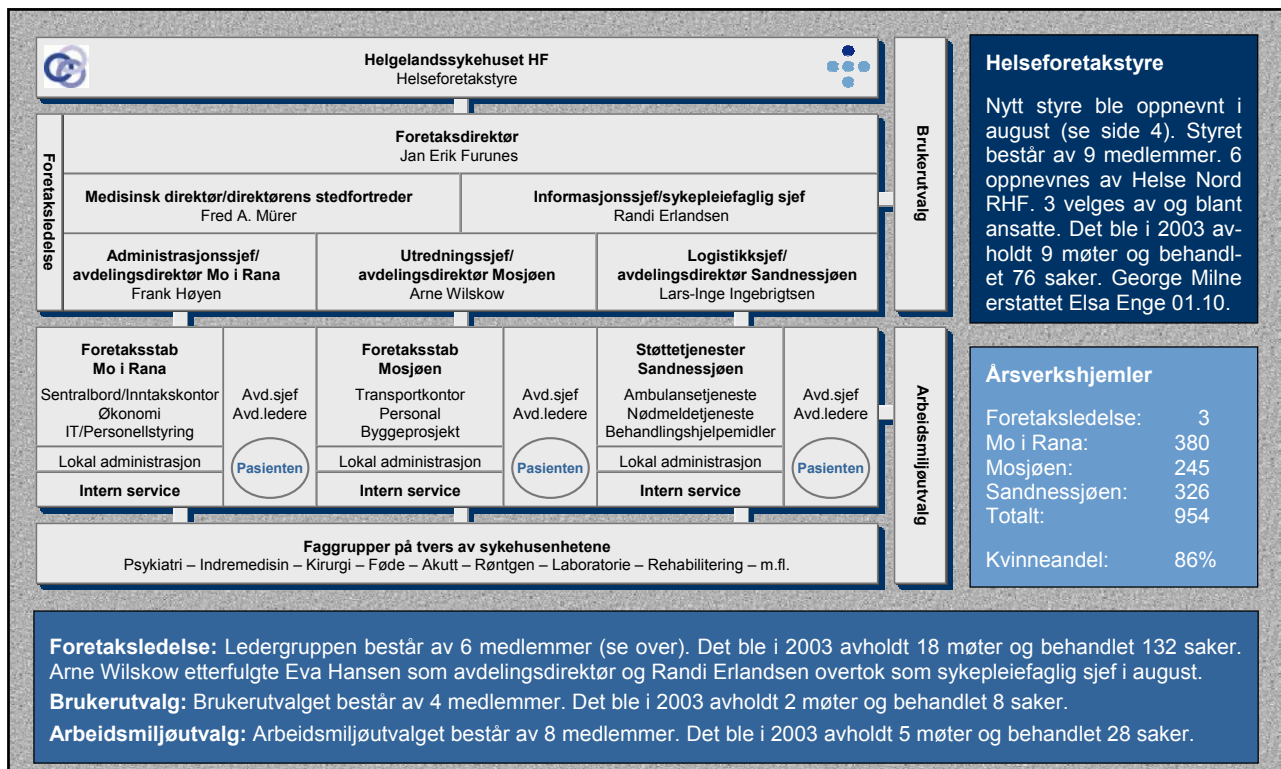 Helgelandssykehuset HF
Helseforetakstyre
Foretaksledelse
Foretaksdirektør
Jan Erik Furunes
Medisinsk direktør/direktørens stedfortreder
Fred A. Mürer
Informasjonssjef/sykepleiefaglig sjef
Randi Erlandsen
Administrasjonssjef/
avdelingsdirektør Mo i Rana
Frank Høyen
Utredningssjef/
avdelingsdirektør Mosjøen
Arne Wilskow
Logistikksjef/
avdelingsdirektør Sandnessjøen
Lars-Inge Ingebrigtsen
Brukerutvalg
Foretaksstab
Mo i Rana
Sentralbord/Inntakskontor
Økonomi
IT/Personellstyring
Lokal administrasjon
Intern service
Avd.sjef
Avd.ledere
Pasienten
Foretaksstab
Mosjøen
Transportkontor
Personal
Byggeprosjekt
Lokal administrasjon
Intern service
Avd.sjef
Avd.ledere
Pasienten
Støttetjenester
Sandnessjøen
Ambulansetjeneste
Nødmeldetjeneste
Behandlingshjelpemidler
Lokal administrasjon
Intern service
Avd.sjef
Avd.ledere
Pasienten
Arbeidsmiljøutvalg
Faggrupper på tvers av sykehusenhetene
Psykiatri – Indremedisin – Kirurgi – Føde – Akutt – Røntgen – Laboratorie – Rehabilitering – m.fl.
Helseforetakstyre
Nytt styre ble oppnevnt i
august (se side 4). Styret
består av 9 medlemmer. 6
oppnevnes av Helse Nord
RHF. 3 velges av og blant
ansatte. Det ble i 2003 av-
holdt 9 møter og behandl-
et 76 saker. George Milne
erstattet Elsa Enge 01.10.
Årsverkshjemler
Foretaksledelse: 3
Mo i Rana: 380
Mosjøen: 245
Sandnessjøen: 326
Totalt: 954
Kvinneandel: 86%
Foretaksledelse: Ledergruppen består av 6 medlemmer (se over). Det ble i 2003 avholdt 18 møter og behandlet 132 saker.
Arne Wilskow etterfulgte Eva Hansen som avdelingsdirektør og Randi Erlandsen overtok som sykepleiefaglig sjef i august.
Brukerutvalg: Brukerutvalget består av 4 medlemmer. Det ble i 2003 avholdt 2 møter og behandlet 8 saker.
Arbeidsmiljøutvalg: Arbeidsmiljøutvalget består av 8 medlemmer. Det ble i 2003 avholdt 5 møter og behandlet 28 saker.